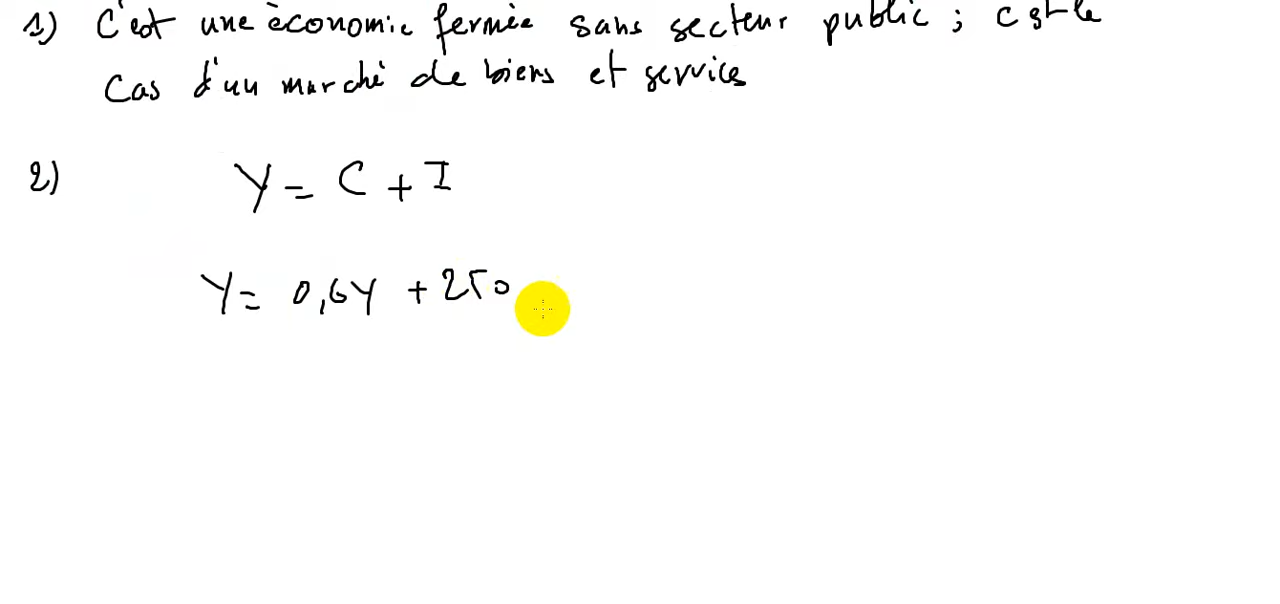 1) C'est une économie fermée sans secteur public ; c'est le
Cas d'un marché de biens et service
2) Y = C + I
Y = 0,6Y + 250